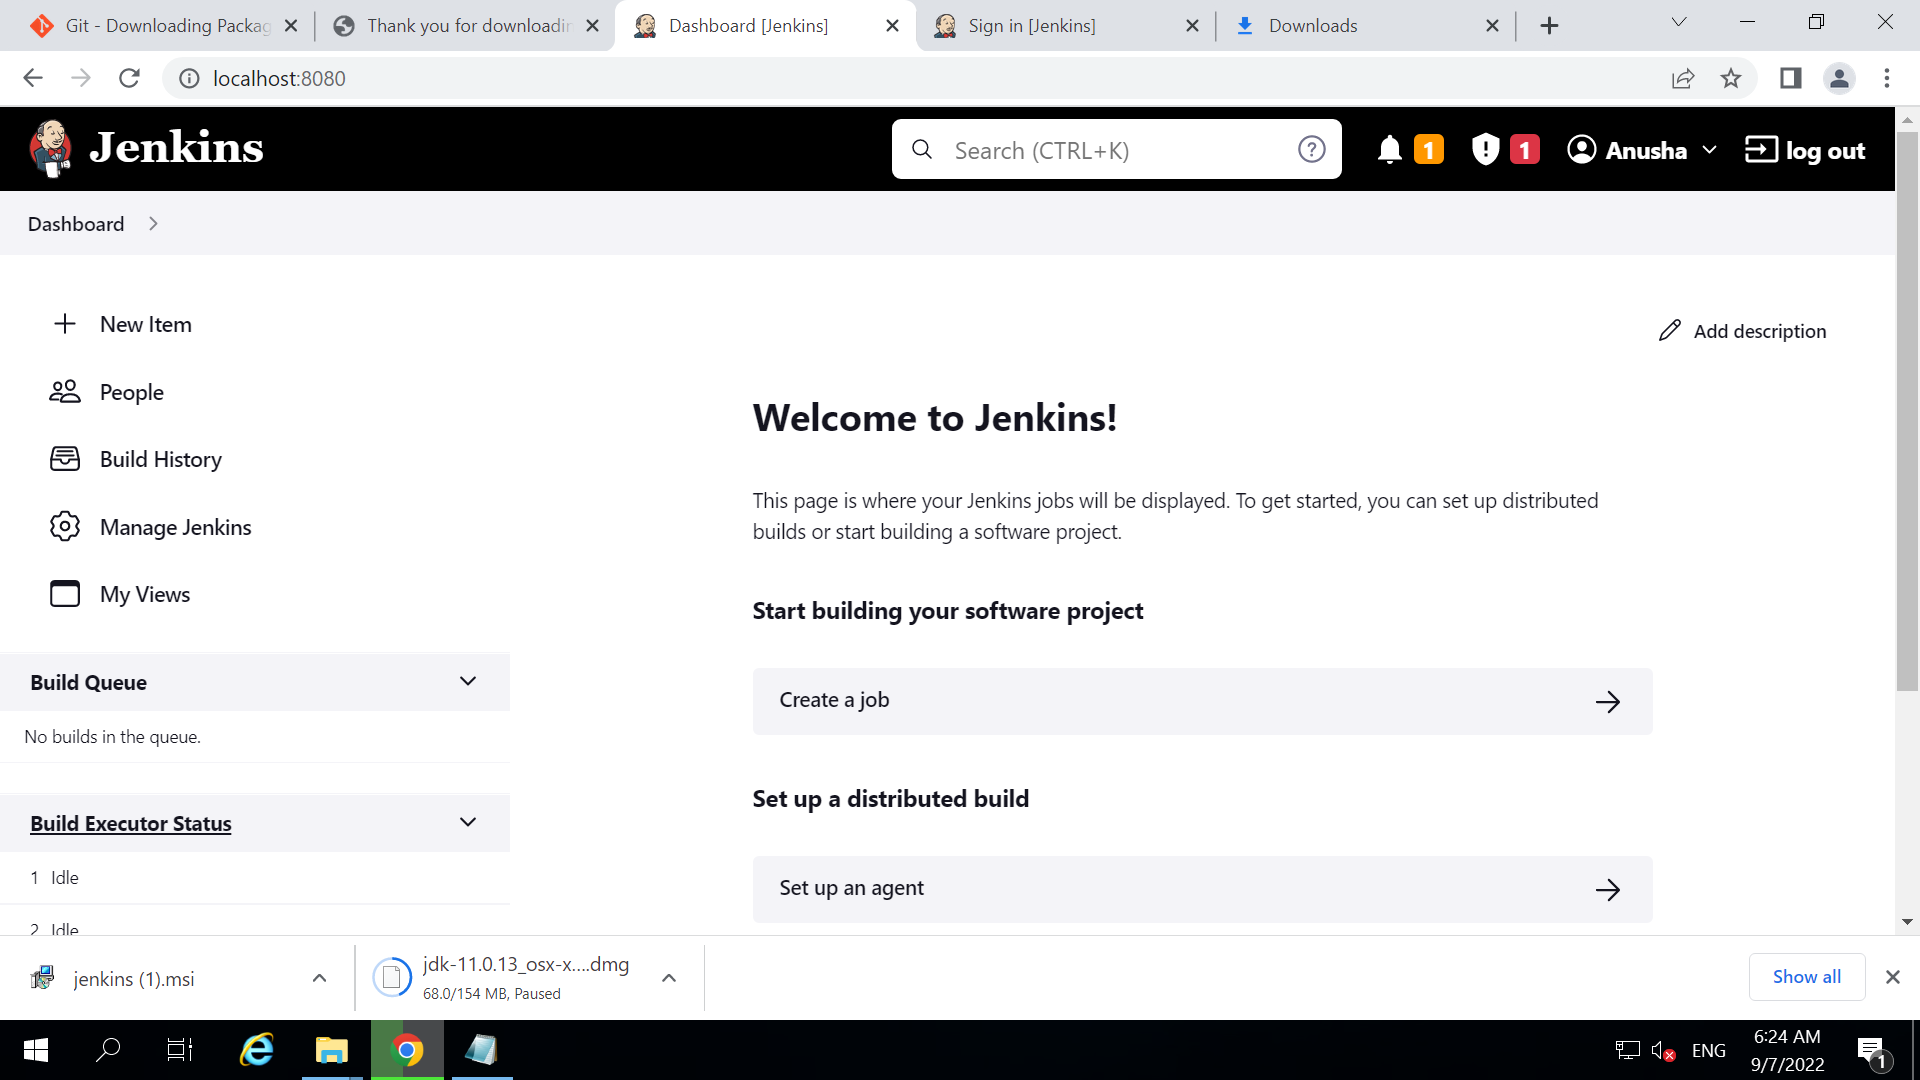 Git - Downloading Packag
Thank you for downloadin
Dashboard [Jenkins]
Sign in [Jenkins]
Downloads
localhost:8080
Jenkins
Search (CTRL+K)
1
1
Anusha
log out
Dashboard
New Item
Add description
People
Build History
Manage Jenkins
My Views
Welcome to Jenkins!
This page is where your Jenkins jobs will be displayed. To get started, you can set up distributed
builds or start building a software project.
Start building your software project
Create a job
Set up a distributed build
Set up an agent
Build Queue
No builds in the queue.
Build Executor Status
1 Idle
2 Idle
jenkins (1).msi
jdk-11.0.13_osx-x....dmg
68.0/154 MB, Paused
Show all
ENG
6:24 AM
9/7/2022
1